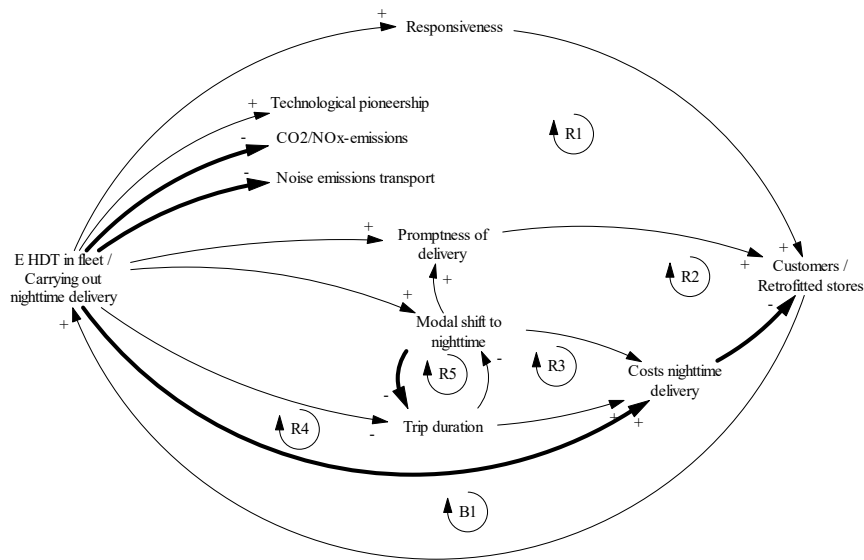 +
Responsiveness
+
Technological pioneership
-
CO2/NOx-emissions
R1
-
Noise emissions transport
+
Promptness of
delivery
+
+
E HDT in fleet /
Carrying out
nighttime delivery
+
Customers /
Retrofitted stores
R2
+
+
-
Modal shift to
nighttime
+
-
R5
R3
Costs nighttime
delivery
-
-
Trip duration
+
+
R4
B1